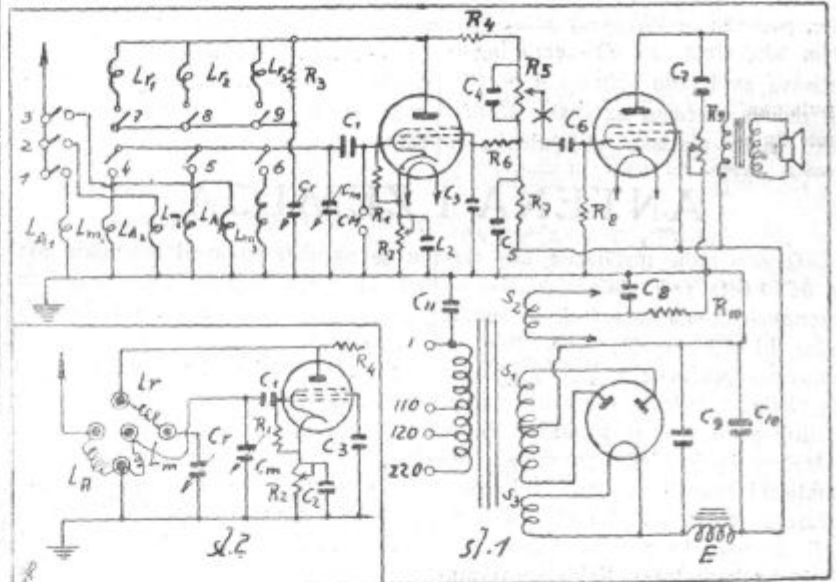 R4
Lr1 Lr2 Lr3
R3
R5
C4
C7
R9
3
7 8 9
C1
C6
2
R6
1
4 5 6
LA1 Lm1 LA2 Lm2 LA3 Lm3
Cr
Cm
R1
R2
C2
C3
C5
R7
R8
C11
S2
C8
R10
1
S1
110
120
220
C9
C10
S3
E
sl.1
Lr
R4
C1
LA
Lm
Cr
Cm
R1
R2
C2
C3
sl.2